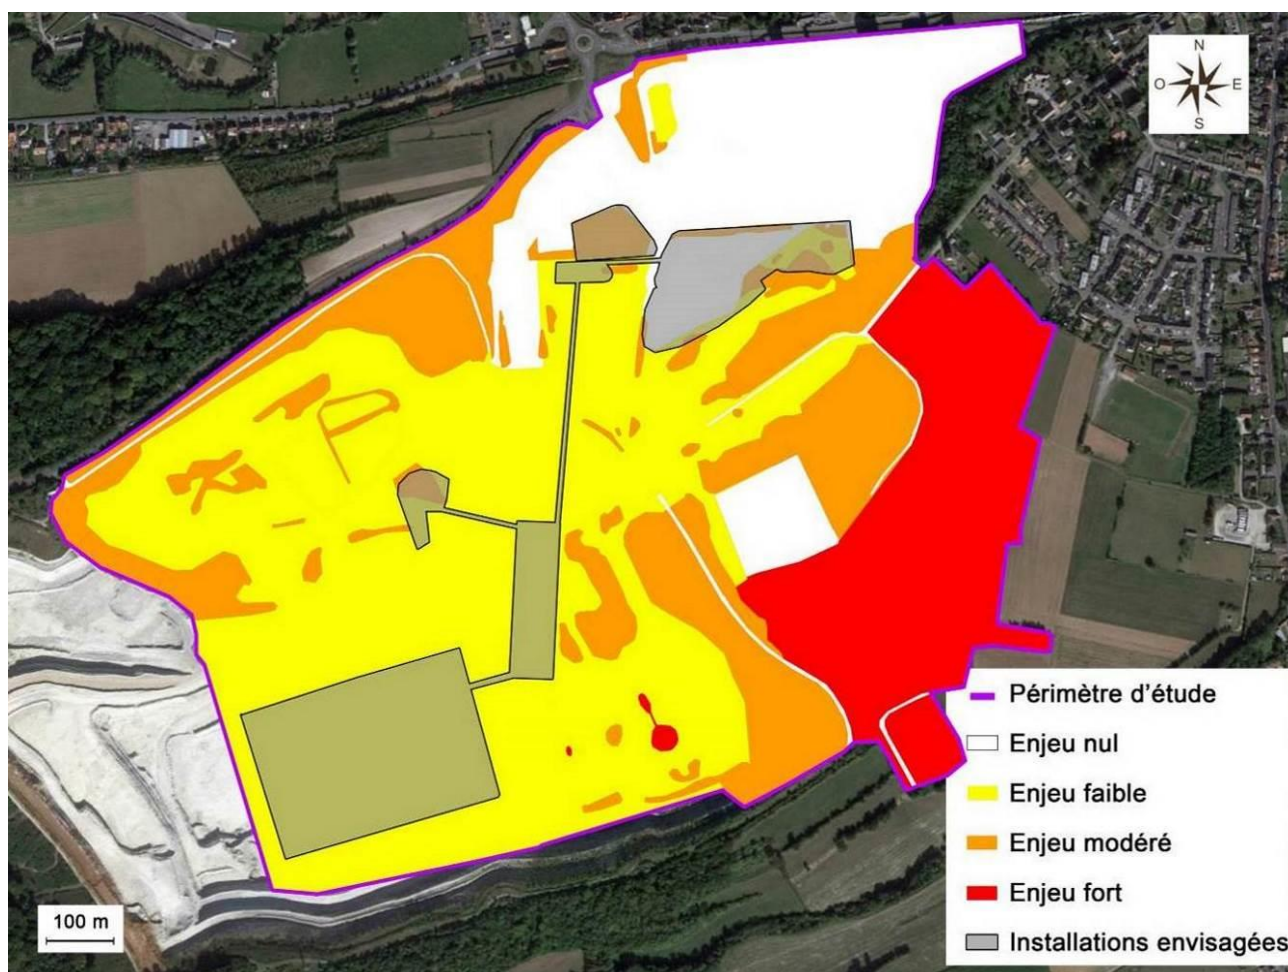 N
O E
S
Périmètre d'étude
Enjeu nul
Enjeu faible
Enjeu modéré
Enjeu fort
100 m
Installations envisagées